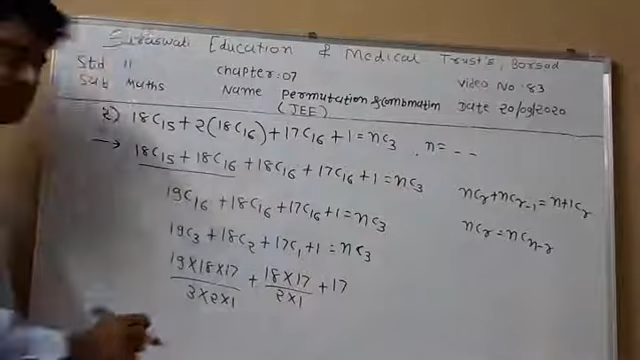 Saraswati Education & Medical Trust's, Borsad
Std 11 chapter:07 Video No:83
Sub Maths Name Permutation & Combination Date 20/09/2020
(JEE)
2) 18C15 + 2(18C16) + 17C16 + 1 = nC3 . n = - -
→ 18C15 + 18C16 + 18C16 + 17C16 + 1 = nC3
nCr + nCr-1 = n+1Cr
19C16 + 18C16 + 17C16 + 1 = nC3
nCr = nCn-r
19C3 + 18C2 + 17C1 + 1 = nC3
19×18×17 / 3×2×1 + 18×17 / 2×1 + 17